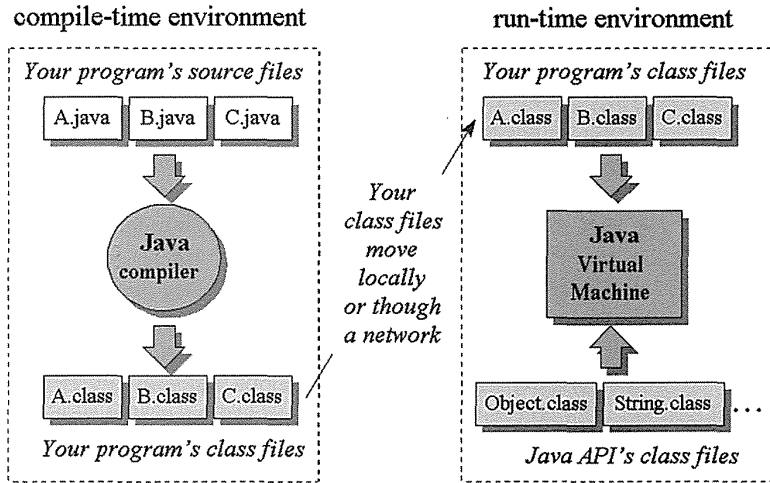 compile-time environment
Your program's source files
A.java B.java C.java
Java
compiler
A.class B.class C.class
Your program's class files
Your
class files
move
locally
or though
a network
run-time environment
Your program's class files
A.class B.class C.class
Java
Virtual
Machine
Object.class String.class ...
Java API's class files